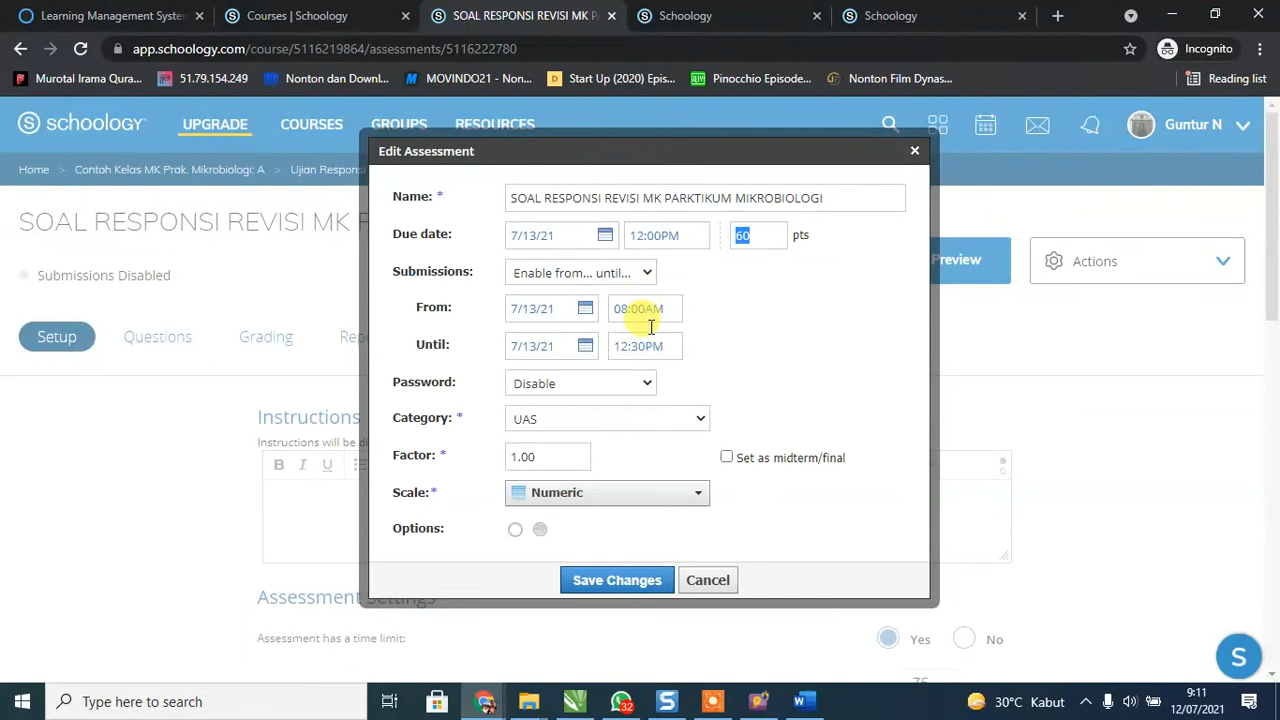 Learning Management System
Courses | Schoology
SOAL RESPONSI REVISI MK P
Schoology
Schoology
app.schoology.com/course/5116219864/assessments/5116222780
Incognito
Murotal Irama Qura...
51.79.154.249
Nonton dan Downl...
MOVINDO21 - Non...
Start Up (2020) Epis...
Pinocchio Episode...
Nonton Film Dynas...
Reading list
S schoology
UPGRADE
COURSES
GROUPS
RESOURCES
Guntur N
Home > Contoh Kelas MK Prak. Mikrobiologi: A > Ujian Respons
SOAL RESPONSI REVISI MK P
Submissions Disabled
Preview
Actions
Setup
Questions
Grading
Edit Assessment
Name: * SOAL RESPONSI REVISI MK PARKTIKUM MIKROBIOLOGI
Due date: 7/13/21 12:00PM 60 pts
Submissions: Enable from... until...
From: 7/13/21 08:00AM
Until: 7/13/21 12:30PM
Password: Disable
Category: * UAS
Factor: * 1.00 Set as midterm/final
Scale: * Numeric
Options:
Save Changes Cancel
Instructions
Instructions will be di
B I U
Assessment Settings
Assessment has a time limit: Yes No
75
S
Type here to search
32
30°C Kabut
9:11
12/07/2021